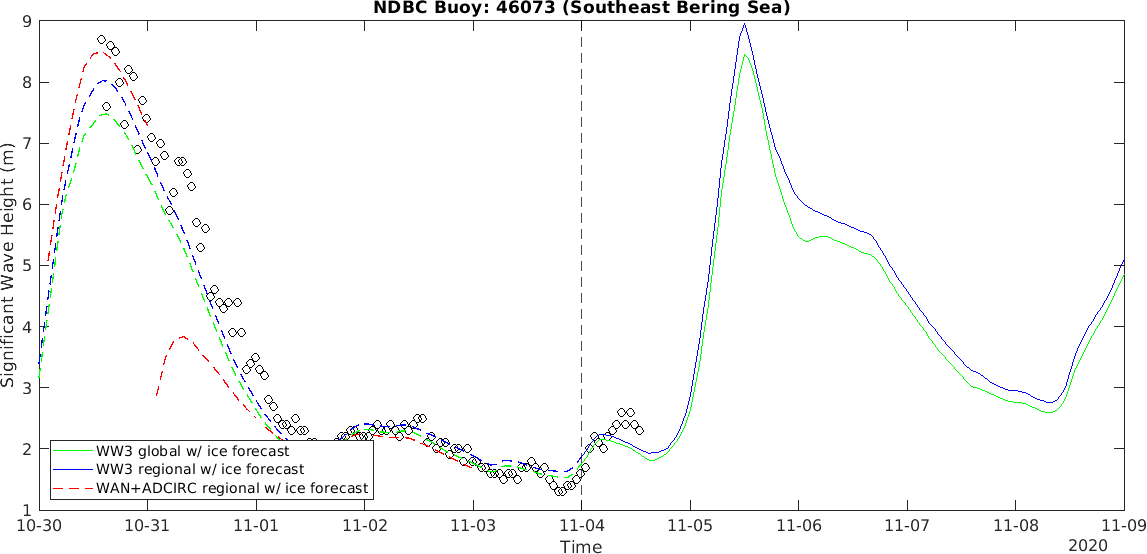 NDBC Buoy: 46073 (Southeast Bering Sea)
Significant Wave Height (m)
9
8
7
6
5
4
3
2
1
WW3 global w/ ice forecast
WW3 regional w/ ice forecast
WAN+ADCIRC regional w/ ice forecast
10-30 10-31 11-01 11-02 11-03 11-04 11-05 11-06 11-07 11-08 11-09
Time
2020